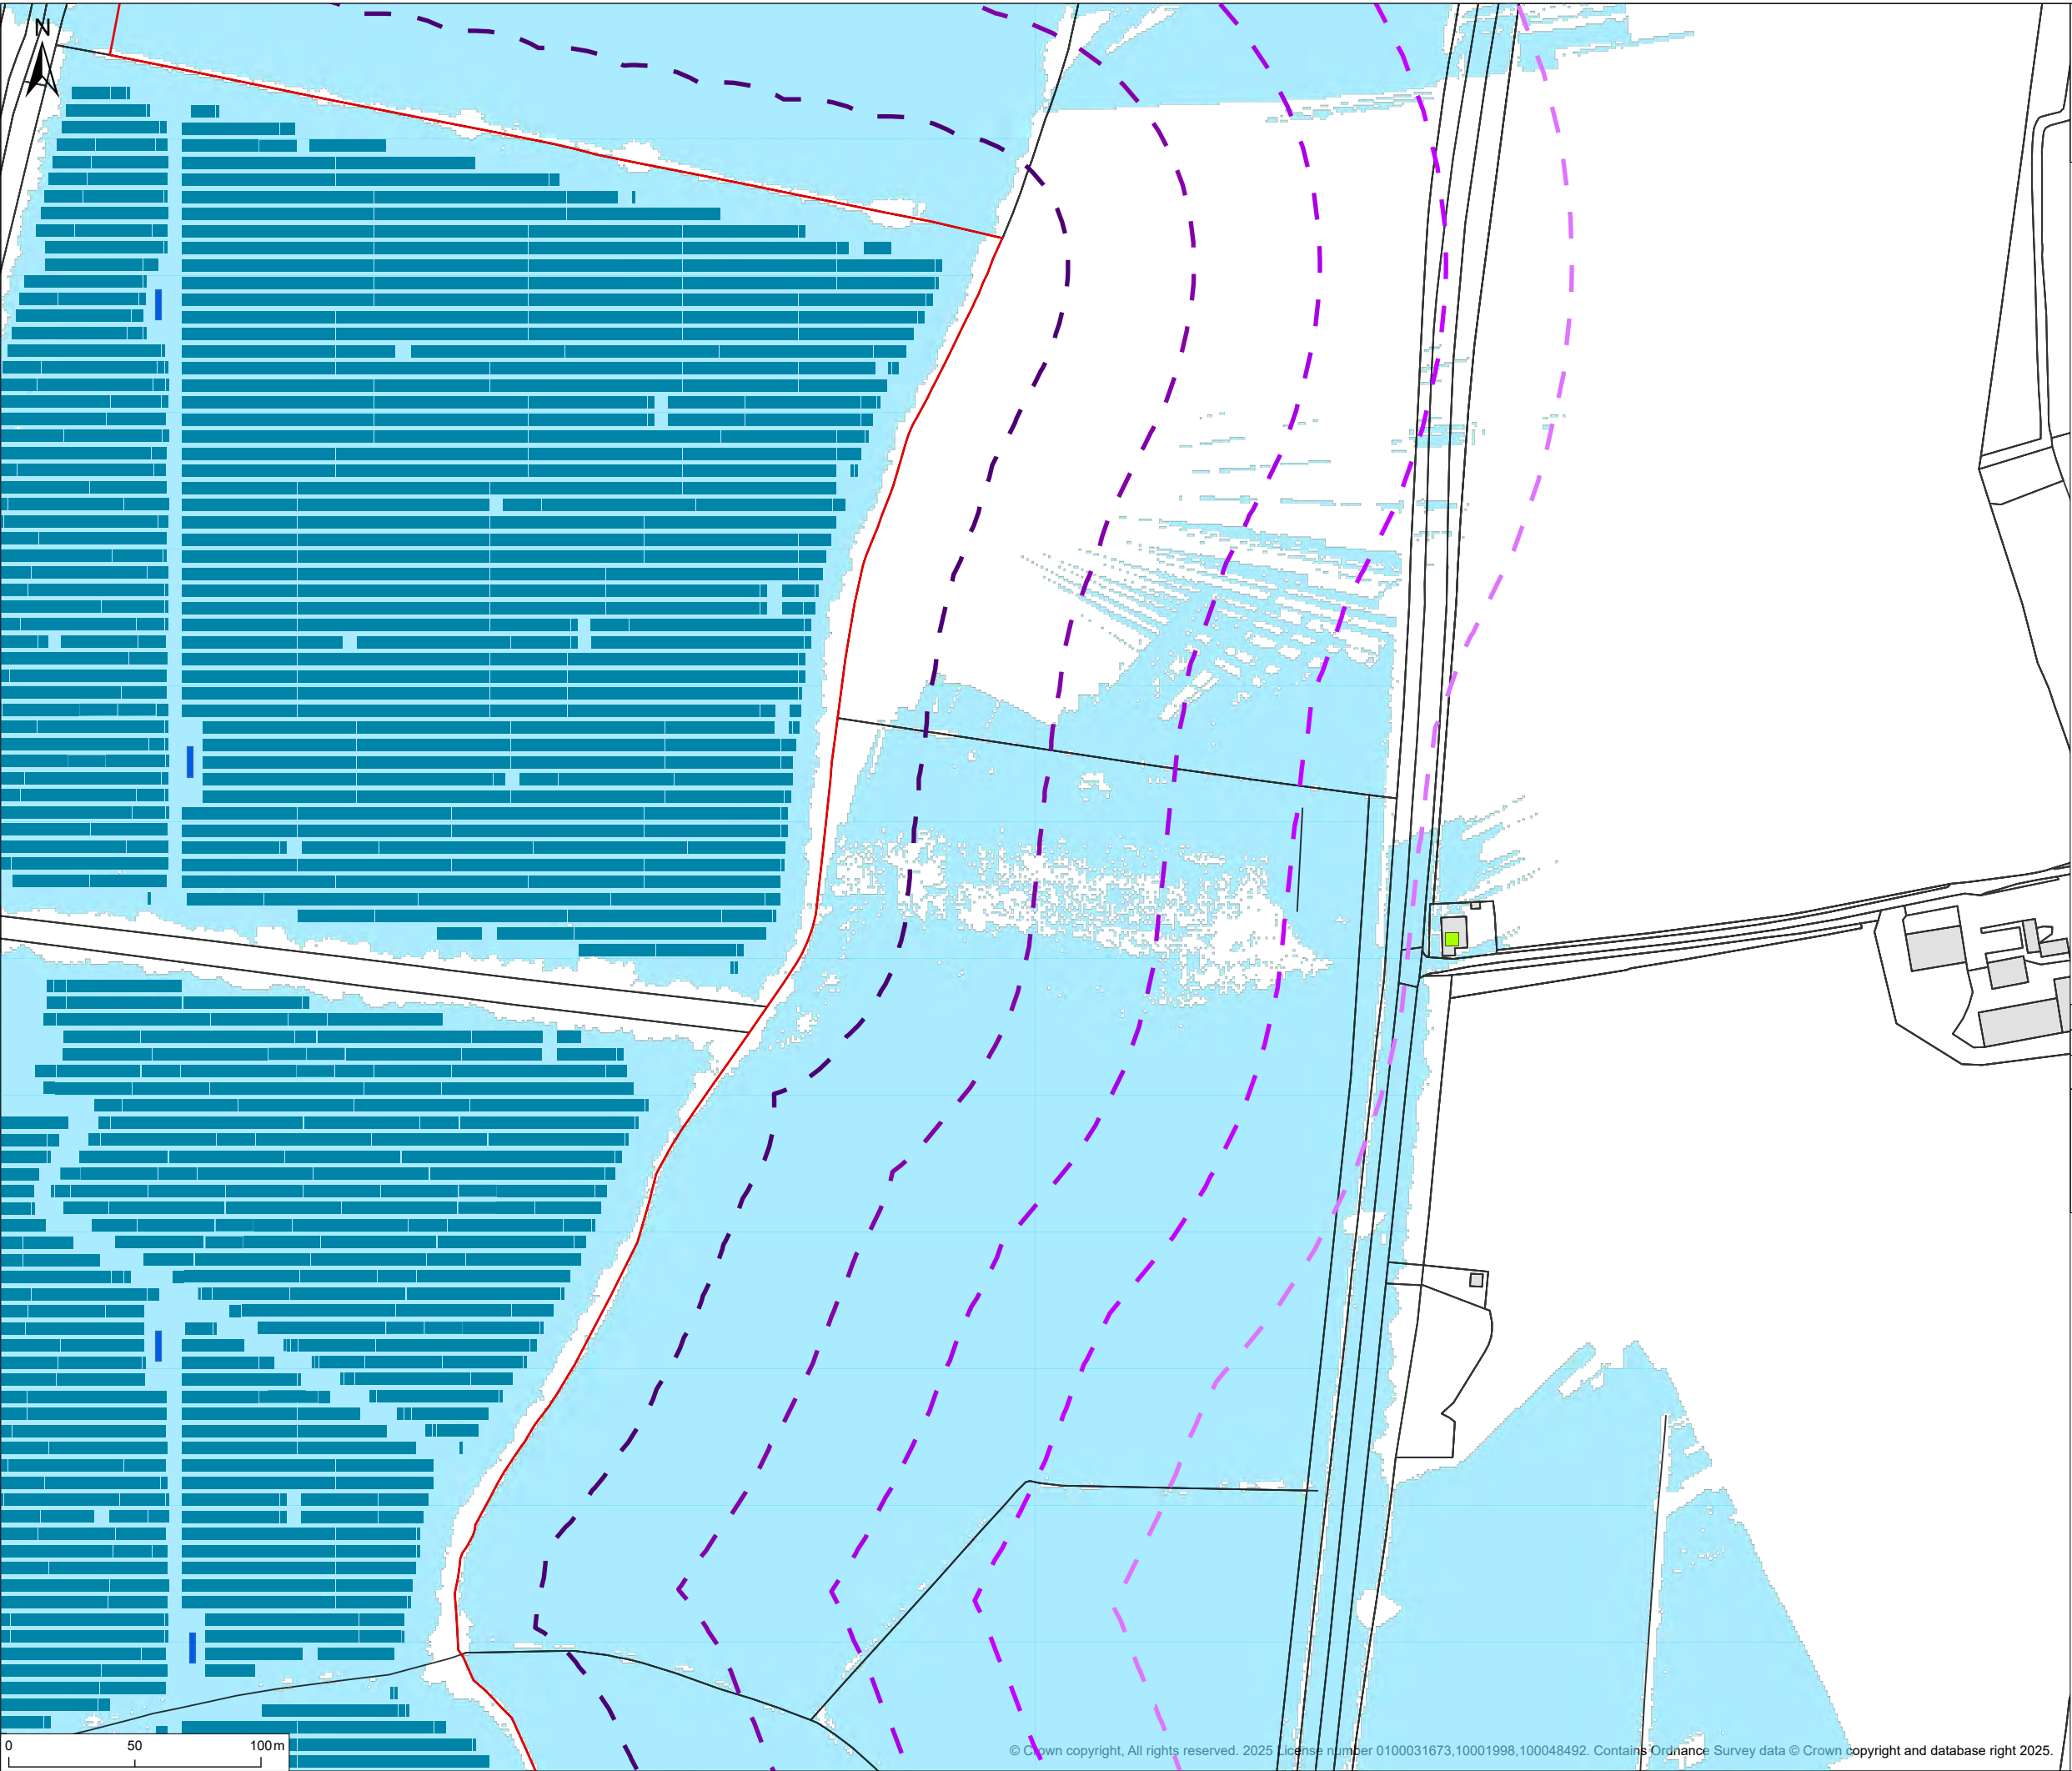 N
0 50 100 m
© Crown copyright, All rights reserved. 2025 License number 0100031673,10001998,100048492. Contains Ordnance Survey data © Crown copyright and database right 2025.